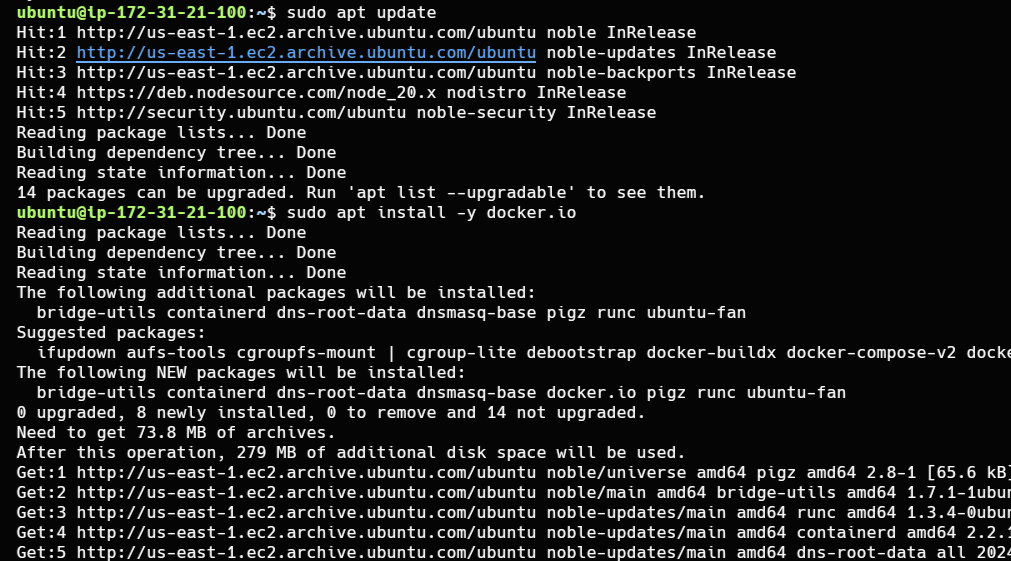 ubuntu@ip-172-31-21-100:~$ sudo apt update
Hit:1 http://us-east-1.ec2.archive.ubuntu.com/ubuntu noble InRelease
Hit:2 http://us-east-1.ec2.archive.ubuntu.com/ubuntu noble-updates InRelease
Hit:3 http://us-east-1.ec2.archive.ubuntu.com/ubuntu noble-backports InRelease
Hit:4 https://deb.nodesource.com/node_20.x nodistro InRelease
Hit:5 http://security.ubuntu.com/ubuntu noble-security InRelease
Reading package lists... Done
Building dependency tree... Done
Reading state information... Done
14 packages can be upgraded. Run 'apt list --upgradable' to see them.
ubuntu@ip-172-31-21-100:~$ sudo apt install -y docker.io
Reading package lists... Done
Building dependency tree... Done
Reading state information... Done
The following additional packages will be installed:
  bridge-utils containerd dns-root-data dnsmasq-base pigz runc ubuntu-fan
Suggested packages:
  ifupdown aufs-tools cgroupfs-mount | cgroup-lite debootstrap docker-buildx docker-compose-v2 docke
The following NEW packages will be installed:
  bridge-utils containerd dns-root-data dnsmasq-base docker.io pigz runc ubuntu-fan
0 upgraded, 8 newly installed, 0 to remove and 14 not upgraded.
Need to get 73.8 MB of archives.
After this operation, 279 MB of additional disk space will be used.
Get:1 http://us-east-1.ec2.archive.ubuntu.com/ubuntu noble/universe amd64 pigz amd64 2.8-1 [65.6 kB]
Get:2 http://us-east-1.ec2.archive.ubuntu.com/ubuntu noble/main amd64 bridge-utils amd64 1.7.1-1ubun
Get:3 http://us-east-1.ec2.archive.ubuntu.com/ubuntu noble-updates/main amd64 runc amd64 1.3.4-0ubun
Get:4 http://us-east-1.ec2.archive.ubuntu.com/ubuntu noble-updates/main amd64 containerd amd64 2.2.1
Get:5 http://us-east-1.ec2.archive.ubuntu.com/ubuntu noble-updates/main amd64 dns-root-data all 2024